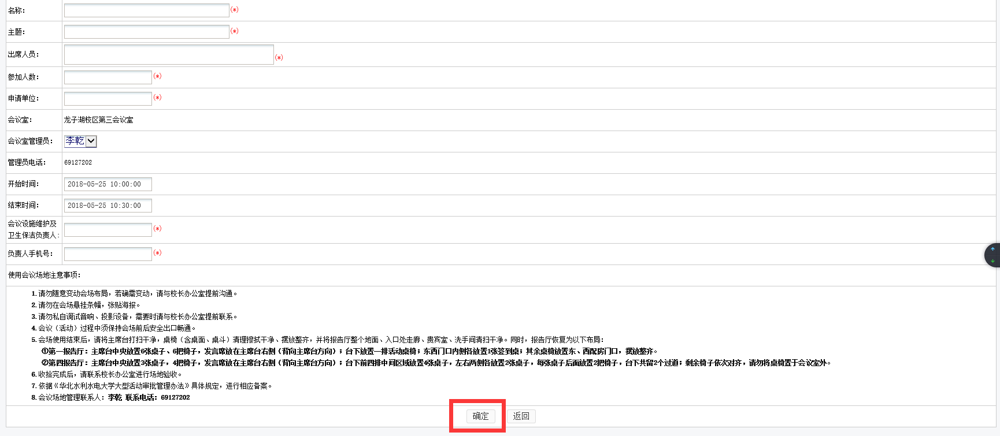 名称: (*)
主题: (*)
出席人员: (*)
参加人数: (*)
申请单位: (*)
会议室: 龙子湖校区第三会议室
会议室管理员: 李乾
管理员电话: 69127202
开始时间: 2018-05-25 10:00:00
结束时间: 2018-05-25 10:30:00
会议设施维护及
卫生保洁负责人: (*)
负责人手机号: (*)
使用会议场地注意事项:
1. 请勿随意变动会场布局，若确需变动，请与校长办公室提前沟通。
2. 请勿在会场悬挂条幅，张贴海报。
3. 请勿私自调试音响、投影设备，需要时请与校长办公室提前联系。
4. 会议（活动）过程中须保持会场前后安全出口畅通。
5. 会场使用结束后，请将主席台打扫干净，桌椅（含桌面、桌斗）清理擦拭干净、摆放整齐，并将报告厅整个地面、入口处走廊、贵宾室、洗手间清扫干净。同时，报告厅恢复为以下布局：
①第一报告厅：主席台中央放置6张桌子、6把椅子，发言席放在主席台右侧（背向主席台方向）；台下放置一排活动桌椅；东西门口内侧各放置1张签到桌；其余桌椅放置东、西配房门口，摆放整齐。
②第四报告厅：主席台中央放置3张桌子，4把椅子，发言席放在主席台右侧（背向主席台方向）；台下前四排中间区域放置4张桌子，左右两侧各放置2张桌子，每张桌子后面放置2把椅子，台下共留2个过道；剩余椅子依次对齐，请勿将桌椅置于会议室外。
6. 收拾完成后，请联系校长办公室进行场地验收。
7. 依据《华北水利水电大学大型活动审批管理办法》具体规定，进行相应备案。
8. 会议场地管理联系人：李乾 联系电话：69127202
确定 返回